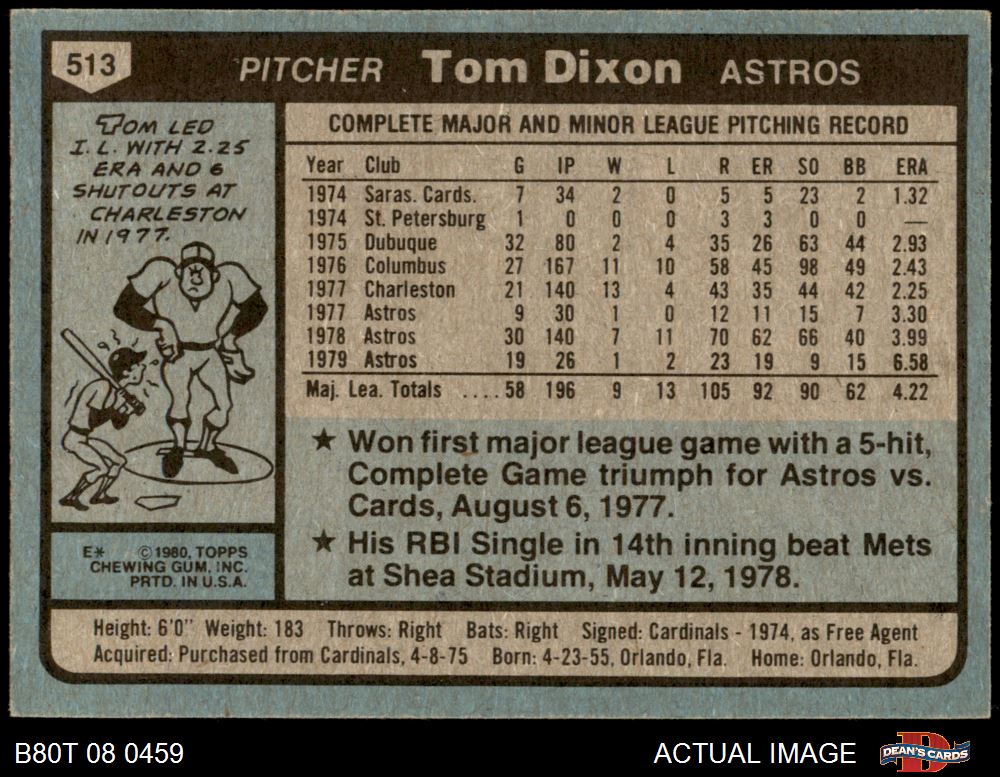 513
PITCHER Tom Dixon ASTROS
TOM LED
I.L. WITH 2.25
ERA AND 6
SHUTOUTS AT
CHARLESTON
IN 1977.
COMPLETE MAJOR AND MINOR LEAGUE PITCHING RECORD
Year Club G IP W L R ER SO BB ERA
1974 Saras. Cards. 7 34 2 0 5 5 23 2 1.32
1974 St. Petersburg 1 0 0 0 3 3 0 0 —
1975 Dubuque 32 80 2 4 35 26 63 44 2.93
1976 Columbus 27 167 11 10 58 45 98 49 2.43
1977 Charleston 21 140 13 4 43 35 44 42 2.25
1977 Astros 9 30 1 0 12 11 15 7 3.30
1978 Astros 30 140 7 11 70 62 66 40 3.99
1979 Astros 19 26 1 2 23 19 9 15 6.58
Maj. Lea. Totals ....58 196 9 13 105 92 90 62 4.22
★ Won first major league game with a 5-hit,
Complete Game triumph for Astros vs.
Cards, August 6, 1977.
★ His RBI Single in 14th inning beat Mets
at Shea Stadium, May 12, 1978.
E* ©1980, TOPPS
CHEWING GUM, INC.
PRTD. IN U.S.A.
Height: 6'0" Weight: 183 Throws: Right Bats: Right Signed: Cardinals - 1974, as Free Agent
Acquired: Purchased from Cardinals, 4-8-75 Born: 4-23-55, Orlando, Fla. Home: Orlando, Fla.
B80T 08 0459
ACTUAL IMAGE
DEAN'S CARDS